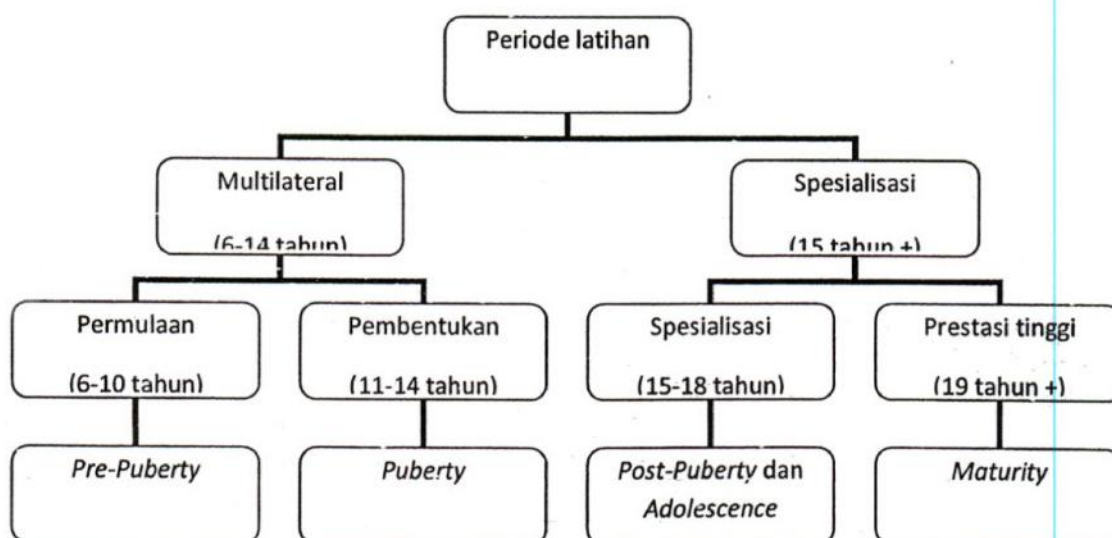 Periode latihan
Multilateral
(6-14 tahun)
Spesialisasi
(15 tahun +)
Permulaan
(6-10 tahun)
Pembentukan
(11-14 tahun)
Spesialisasi
(15-18 tahun)
Prestasi tinggi
(19 tahun +)
Pre-Puberty
Puberty
Post-Puberty dan
Adolescence
Maturity